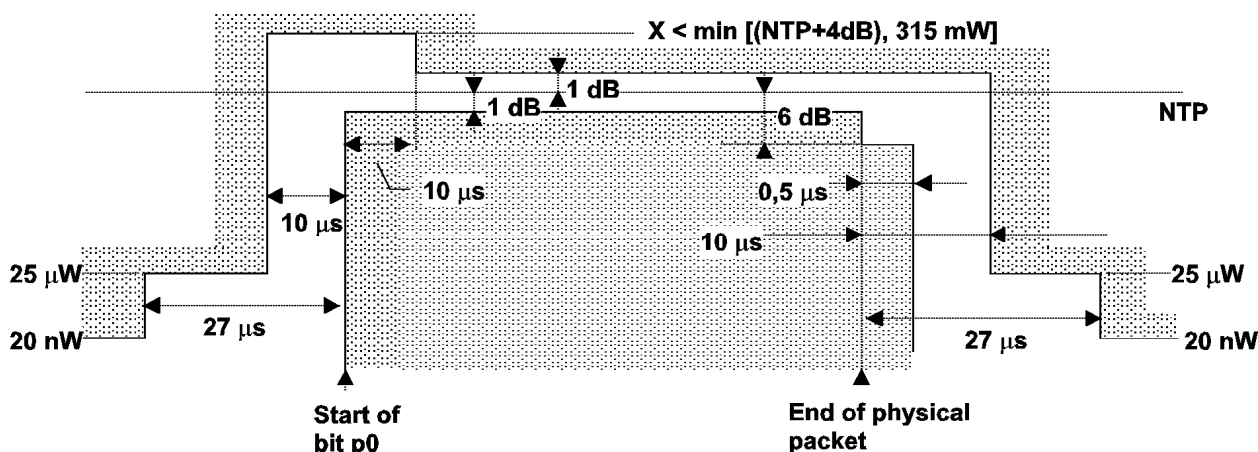 X < min [(NTP+4dB), 315 mW]
1 dB
1 dB
6 dB
NTP
10 μs
0,5 μs
10 μs
10 μs
25 μW
25 μW
27 μs
27 μs
20 nW
20 nW
Start of
bit p0
End of physical
packet